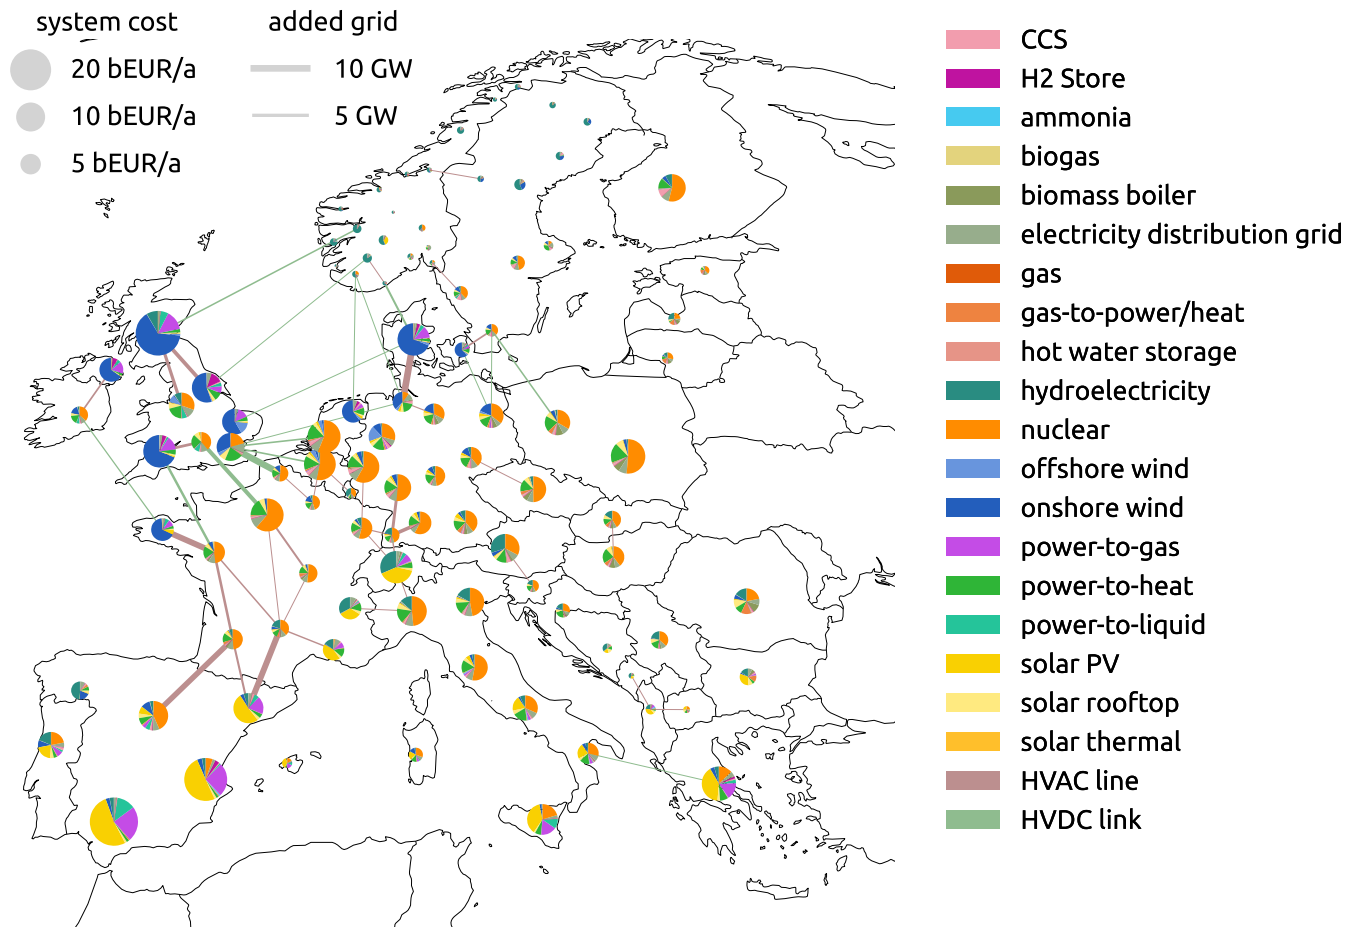 system cost
added grid
20 bEUR/a
10 GW
10 bEUR/a
5 GW
5 bEUR/a
CCS
H2 Store
ammonia
biogas
biomass boiler
electricity distribution grid
gas
gas-to-power/heat
hot water storage
hydroelectricity
nuclear
offshore wind
onshore wind
power-to-gas
power-to-heat
power-to-liquid
solar PV
solar rooftop
solar thermal
HVAC line
HVDC link